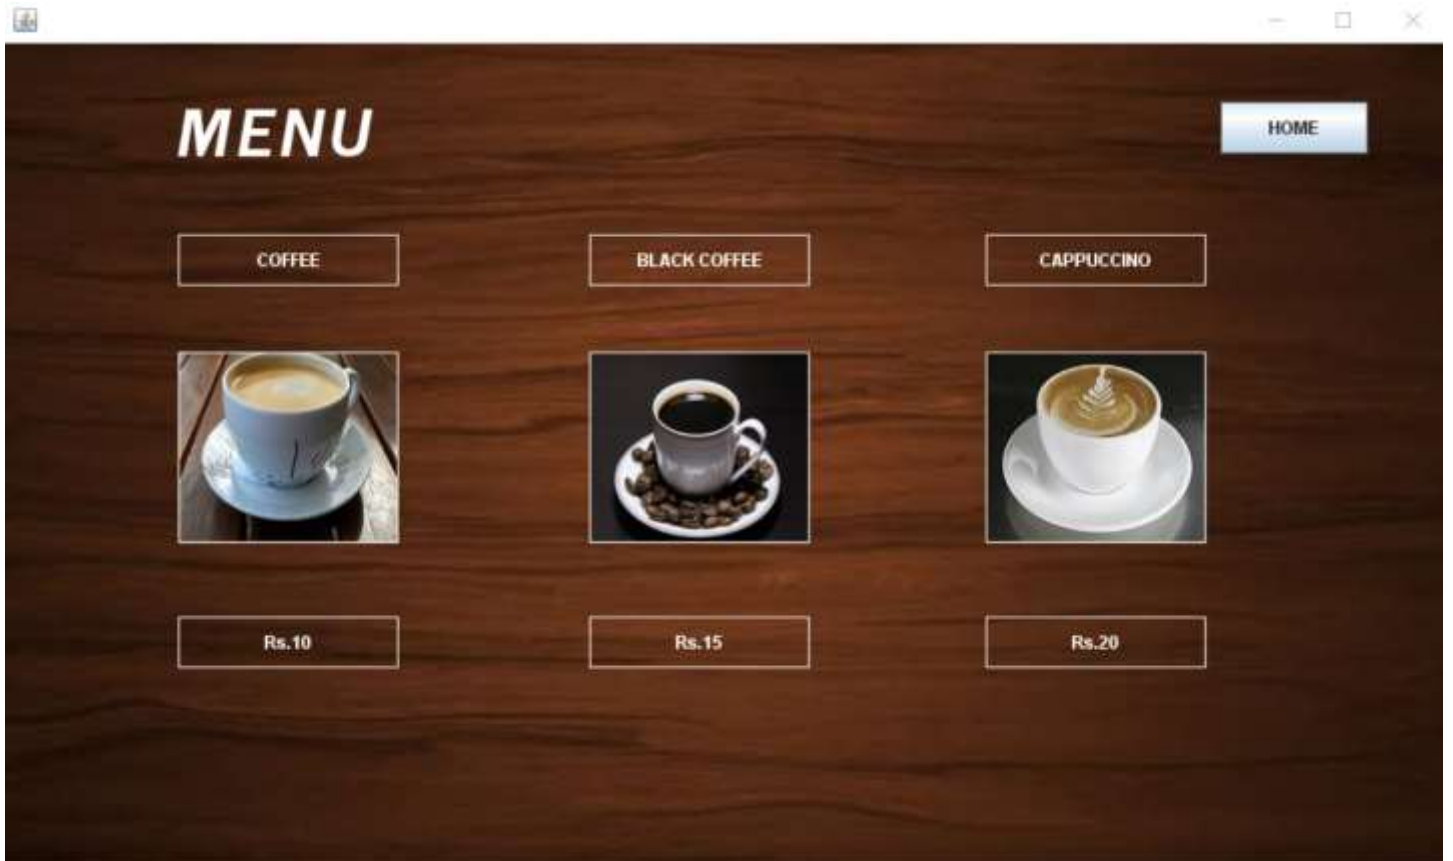 MENU
HOME
COFFEE
BLACK COFFEE
CAPPUCCINO
Rs.10
Rs.15
Rs.20